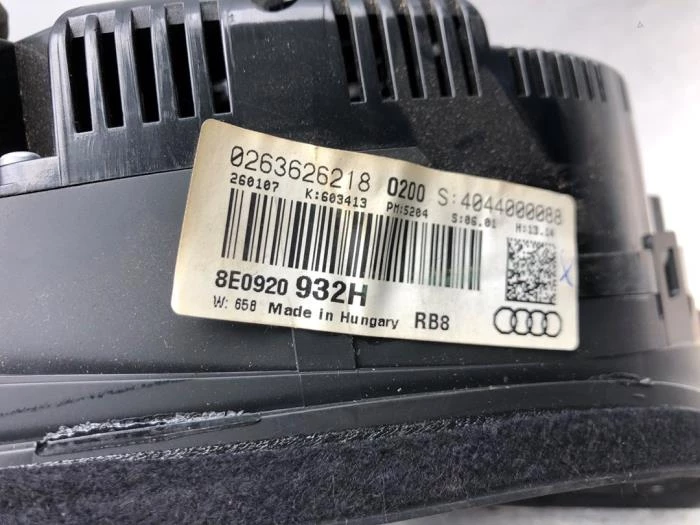 0263626218 0200 S:4044000088
260107 K:603413 PM:5204 S:06.01 H:13.14
8E0920 932H
W: 658 Made in Hungary RB8
X